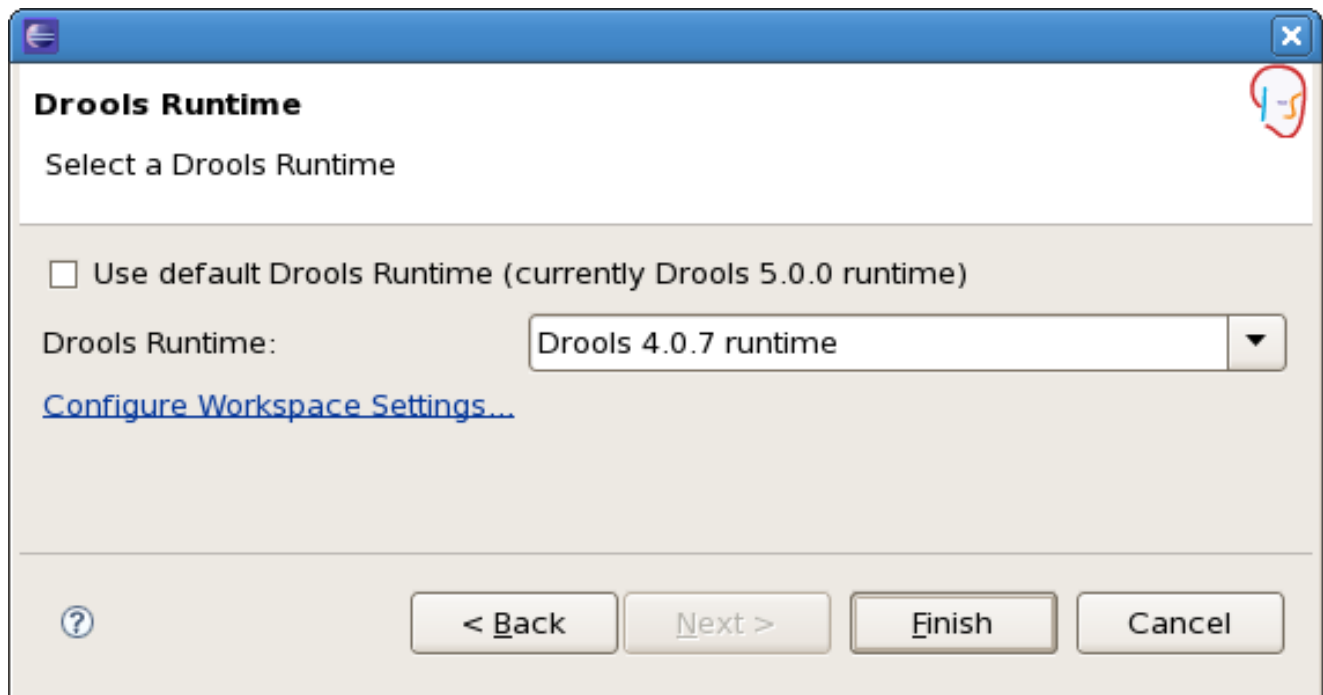 Drools Runtime
Select a Drools Runtime
Use default Drools Runtime (currently Drools 5.0.0 runtime)
Drools Runtime: Drools 4.0.7 runtime
Configure Workspace Settings...
< Back Next > Finish Cancel